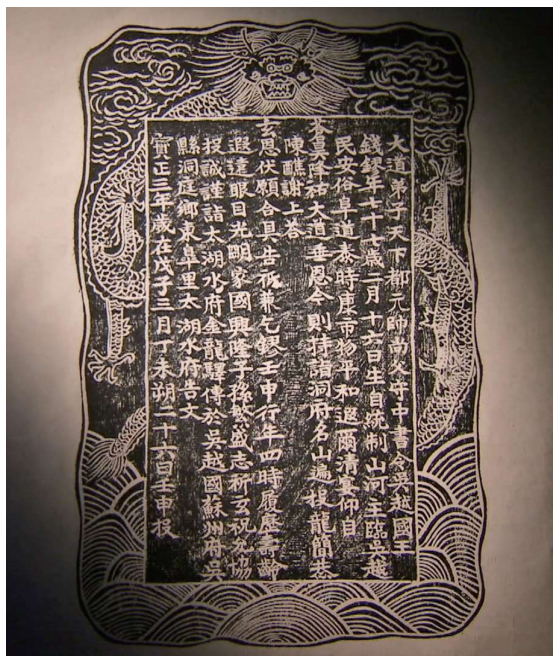 大道弟子天下都元帥尚父守中書令吳越國王
錢鏐年七十七歲二月十六日生自統制山河主臨吳越
民安俗阜道泰時康市物平和遐爾清宴仰自
蒼昊降祐大道垂恩今則特詣洞府名山遍投龍簡恭
陳醮謝上答
玄恩伏願合具告祈兼乞鏐壬申行年四時履歷壽齡
遐遠眼目光明家國興隆子孫繁盛志祈玄祝允協
投誠謹詣太湖水府金龍驛傳於吳越國蘇州府吳
縣洞庭鄉東皋里太湖水府告文
寶正三年歲在戊子三月丁未朔二十六日壬申投